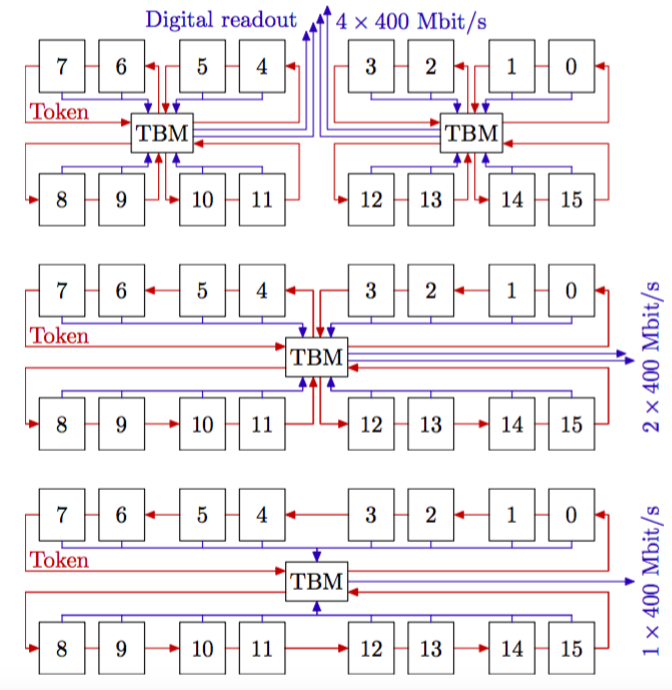 Digital readout 4 × 400 Mbit/s
7 6 5 4 3 2 1 0
Token
TBM TBM
8 9 10 11 12 13 14 15
7 6 5 4 3 2 1 0
Token
TBM
2 × 400 Mbit/s
8 9 10 11 12 13 14 15
7 6 5 4 3 2 1 0
Token
TBM
1 × 400 Mbit/s
8 9 10 11 12 13 14 15